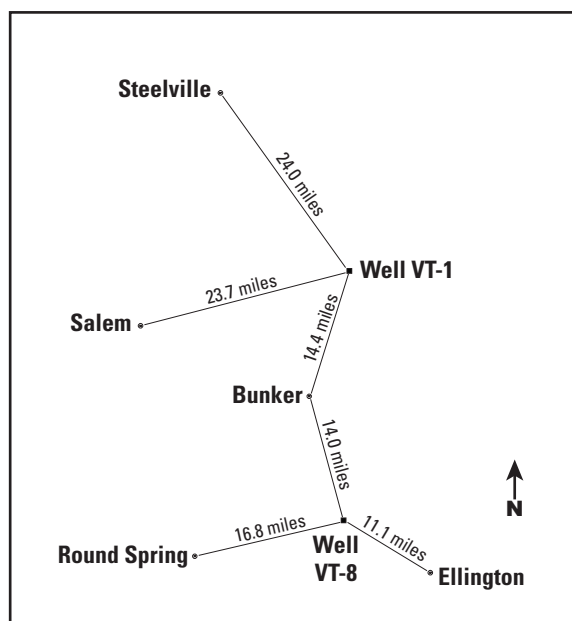 Steelville
24.0 miles
Well VT-1
23.7 miles
Salem
14.4 miles
Bunker
14.0 miles
N
16.8 miles
11.1 miles
Round Spring
Well
VT-8
Ellington